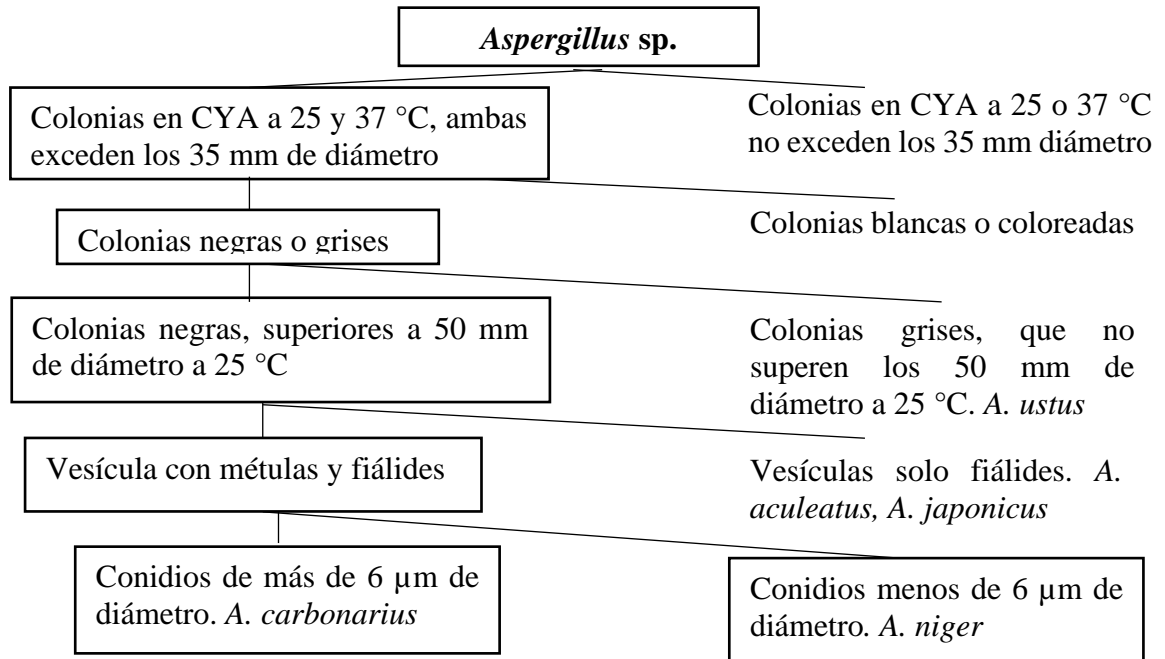 Aspergillus sp.
Colonias en CYA a 25 y 37 °C, ambas
exceden los 35 mm de diámetro
Colonias en CYA a 25 o 37 °C
no exceden los 35 mm diámetro
Colonias negras o grises
Colonias blancas o coloreadas
Colonias negras, superiores a 50 mm
de diámetro a 25 °C
Colonias grises, que no
superen los 50 mm de
diámetro a 25 °C. A. ustus
Vesícula con métulas y fiálides
Vesículas solo fiálides. A.
aculeatus, A. japonicus
Conidios de más de 6 µm de
diámetro. A. carbonarius
Conidios menos de 6 µm de
diámetro. A. niger